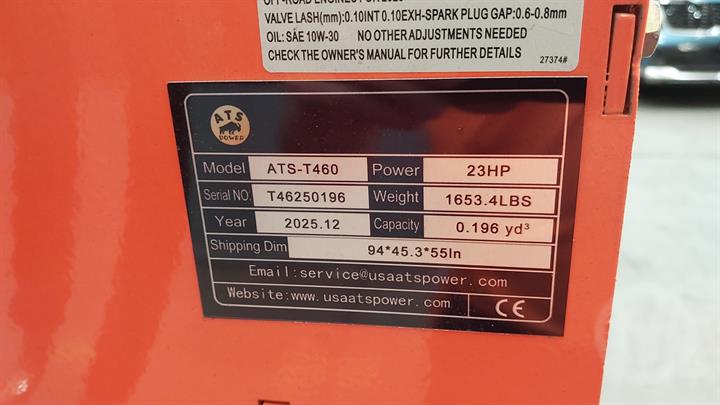 VALVE LASH(mm):0.10INT 0.10EXH-SPARK PLUG GAP:0.6-0.8mm
OIL: SAE 10W-30 NO OTHER ADJUSTMENTS NEEDED
CHECK THE OWNER'S MANUAL FOR FURTHER DETAILS 27374#
ATS
POWER
Model ATS-T460 Power 23HP
Serial NO. T46250196 Weight 1653.4LBS
Year 2025.12 Capacity 0.196 yd³
Shipping Dim 94*45.3*55In
Email:service@usaatspower.com
Website:www.usaatspower.com CE